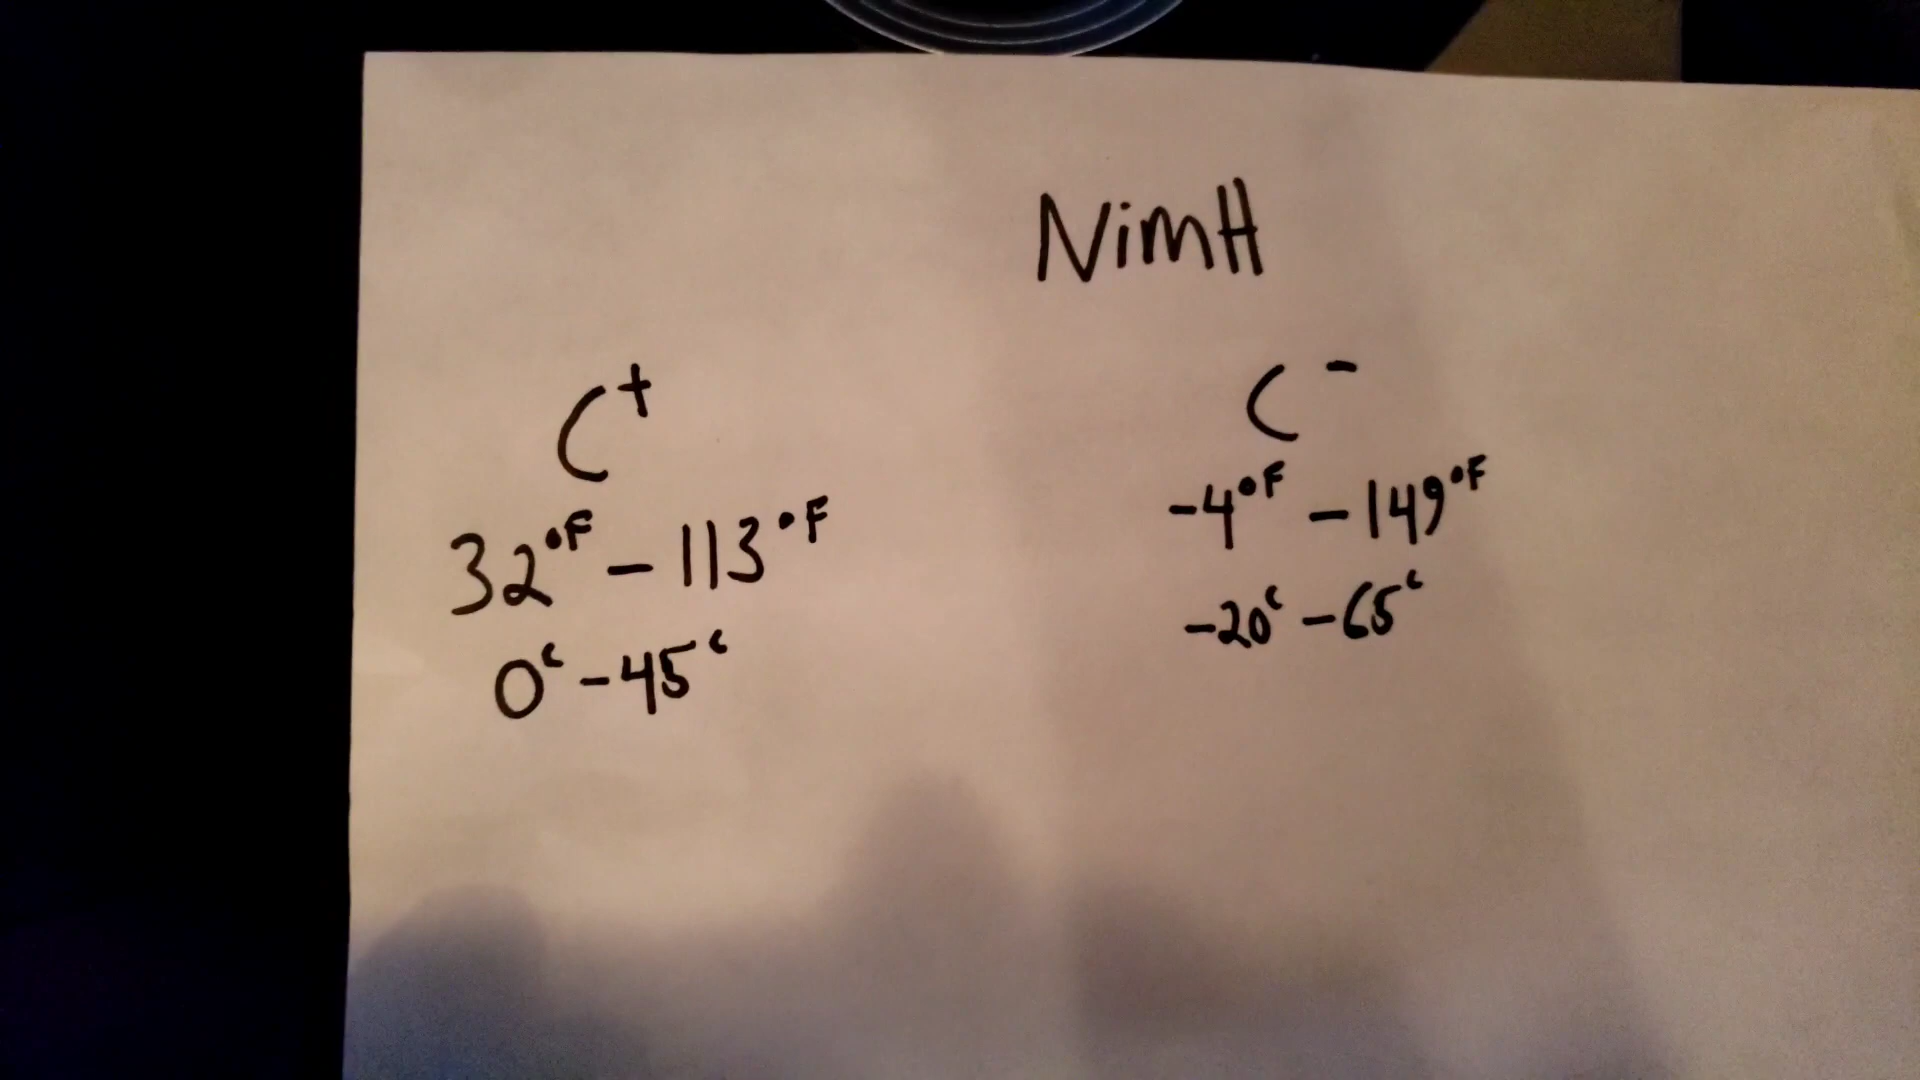 NimH
C+
C-
32°F - 113°F
-4°F - 149°F
0c - 45c
-20c - 65c